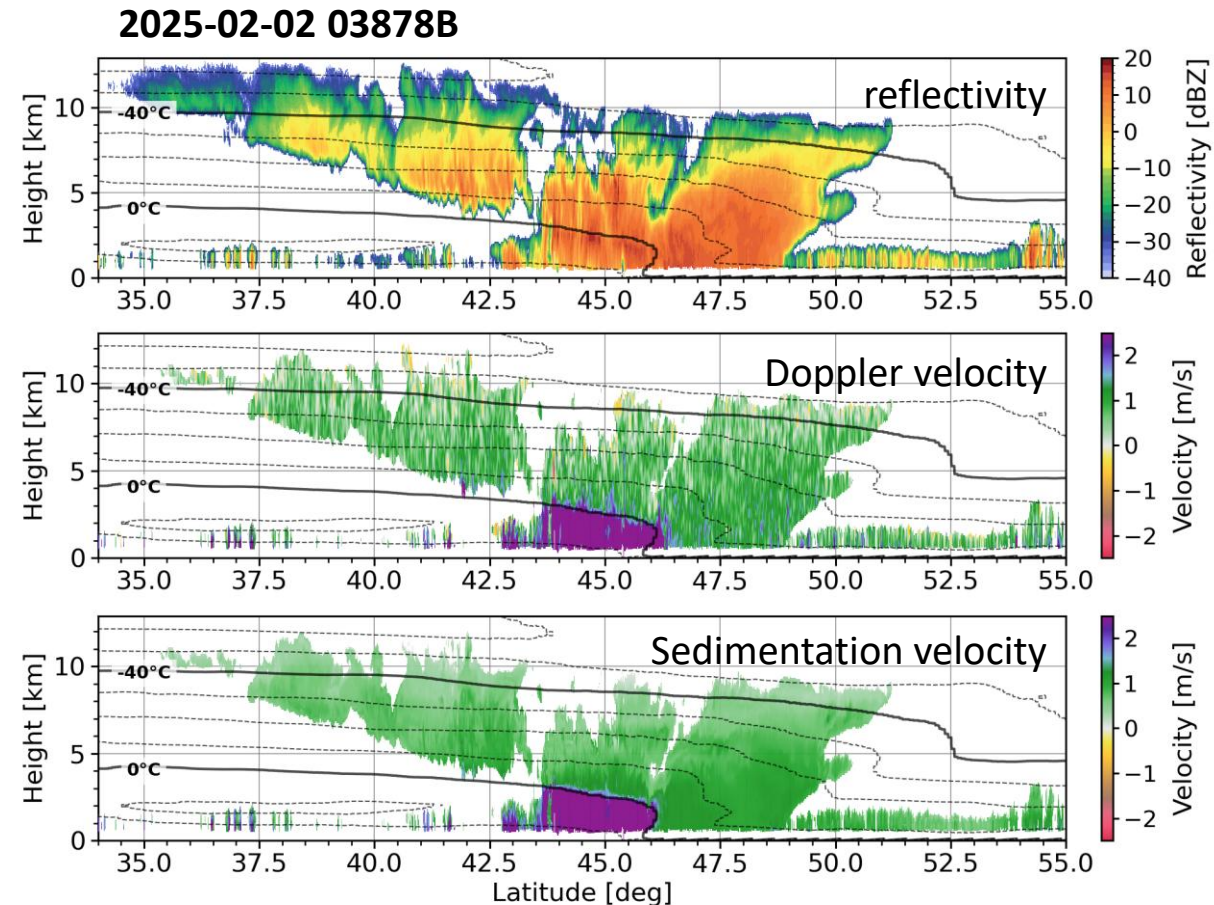 2025-02-02 03878B
reflectivity
Height [km]
10
5
0
-40°C
0°C
35.0 37.5 40.0 42.5 45.0 47.5 50.0 52.5 55.0
20
10
0
−10
−20
−30
−40
Reflectivity [dBZ]
Doppler velocity
Height [km]
10
5
0
-40°C
0°C
35.0 37.5 40.0 42.5 45.0 47.5 50.0 52.5 55.0
2
1
0
−1
−2
Velocity [m/s]
Sedimentation velocity
Height [km]
10
5
0
-40°C
0°C
35.0 37.5 40.0 42.5 45.0 47.5 50.0 52.5 55.0
Latitude [deg]
2
1
0
−1
−2
Velocity [m/s]